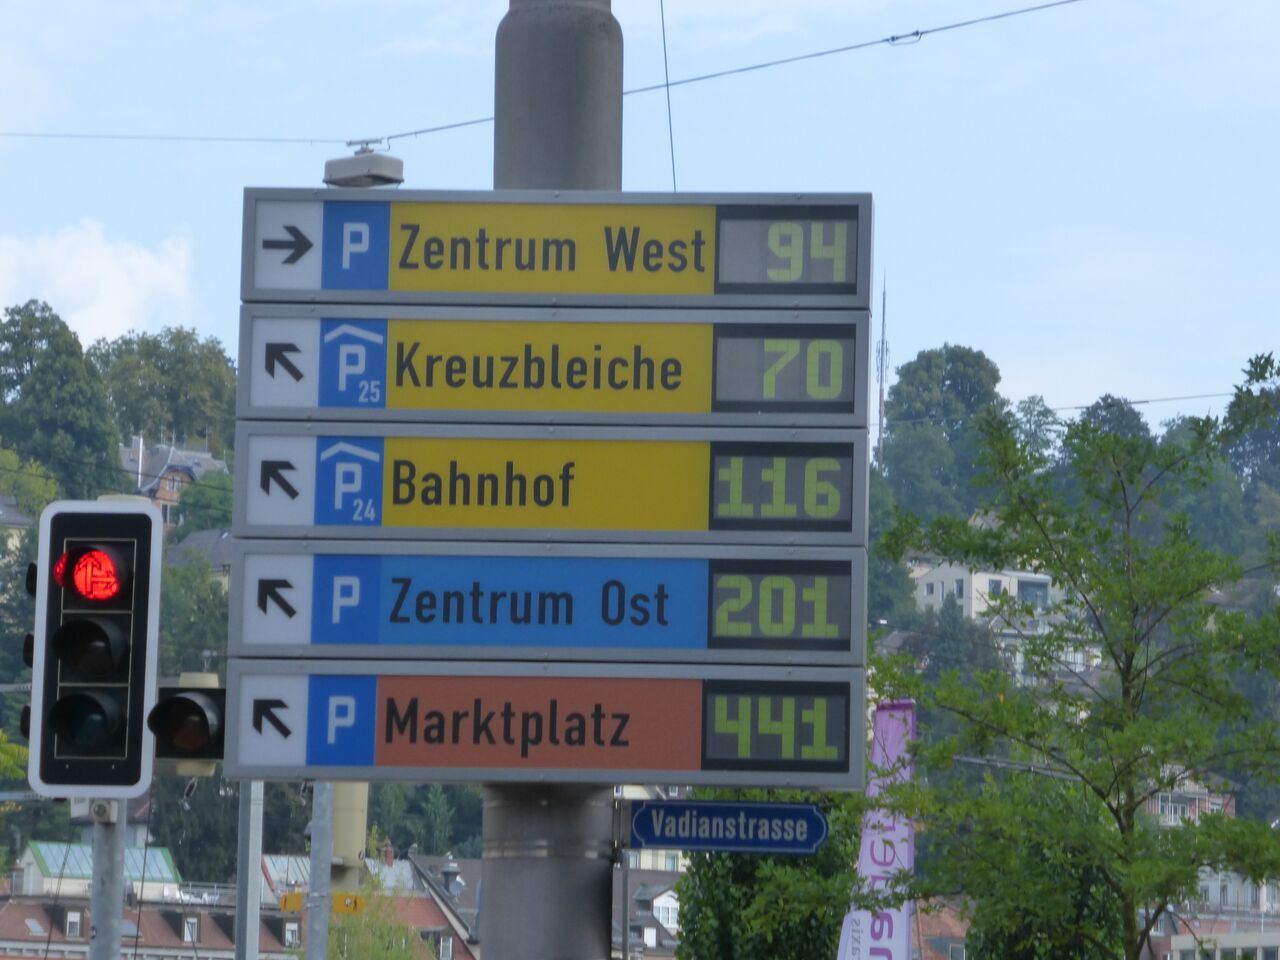 P Zentrum West 94
P 25 Kreuzbleiche 70
P 24 Bahnhof 116
P Zentrum Ost 201
P Marktplatz 441
Vadianstrasse